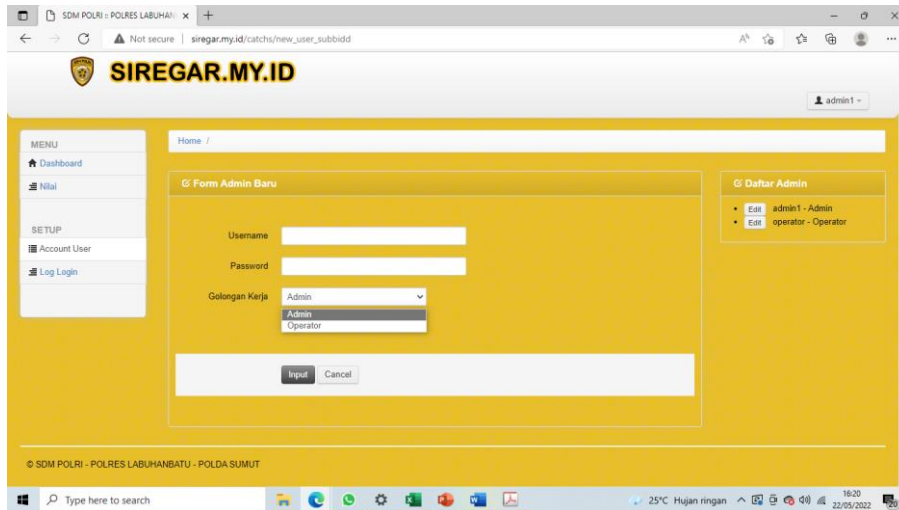 SDM POLRI :: POLRES LABUHAN
Not secure | siregar.my.id/catchs/new_user_subbidd
SIREGAR.MY.ID
admin1
MENU
Dashboard
Nilai
SETUP
Account User
Log Login
Home /
Form Admin Baru
Username
Password
Golongan Kerja
Admin
Admin
Operator
Input Cancel
Daftar Admin
Edit admin1 - Admin
Edit operator - Operator
© SDM POLRI - POLRES LABUHANBATU - POLDA SUMUT
Type here to search
25°C Hujan ringan
16:20
22/05/2022
20